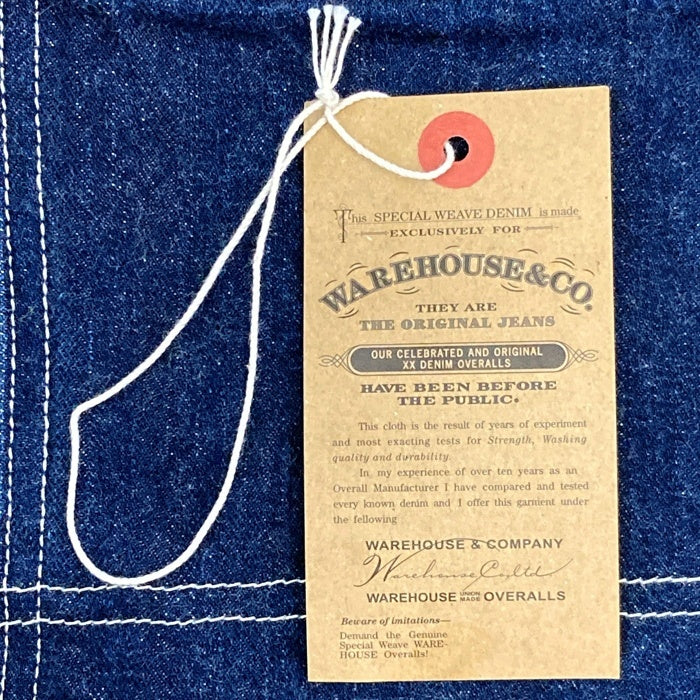 This SPECIAL WEAVE DENIM is made
EXCLUSIVELY FOR
WAREHOUSE&CO.
THEY ARE
THE ORIGINAL JEANS
OUR CELEBRATED AND ORIGINAL
XX DENIM OVERALLS
HAVE BEEN BEFORE
THE PUBLIC.
This cloth is the result of years of experiment
and most exacting tests for Strength, Washing
quality and durability.
In my experience of over ten years as an
Overall Manufacturer I have compared and tested
every known denim and I offer this garment under
the fellowing
WAREHOUSE & COMPANY
Warehouse Co,ltd.
WAREHOUSE UNION MADE OVERALLS
Beware of imitations—
Demand the Genuine
Special Weave WARE-
HOUSE Overalls!